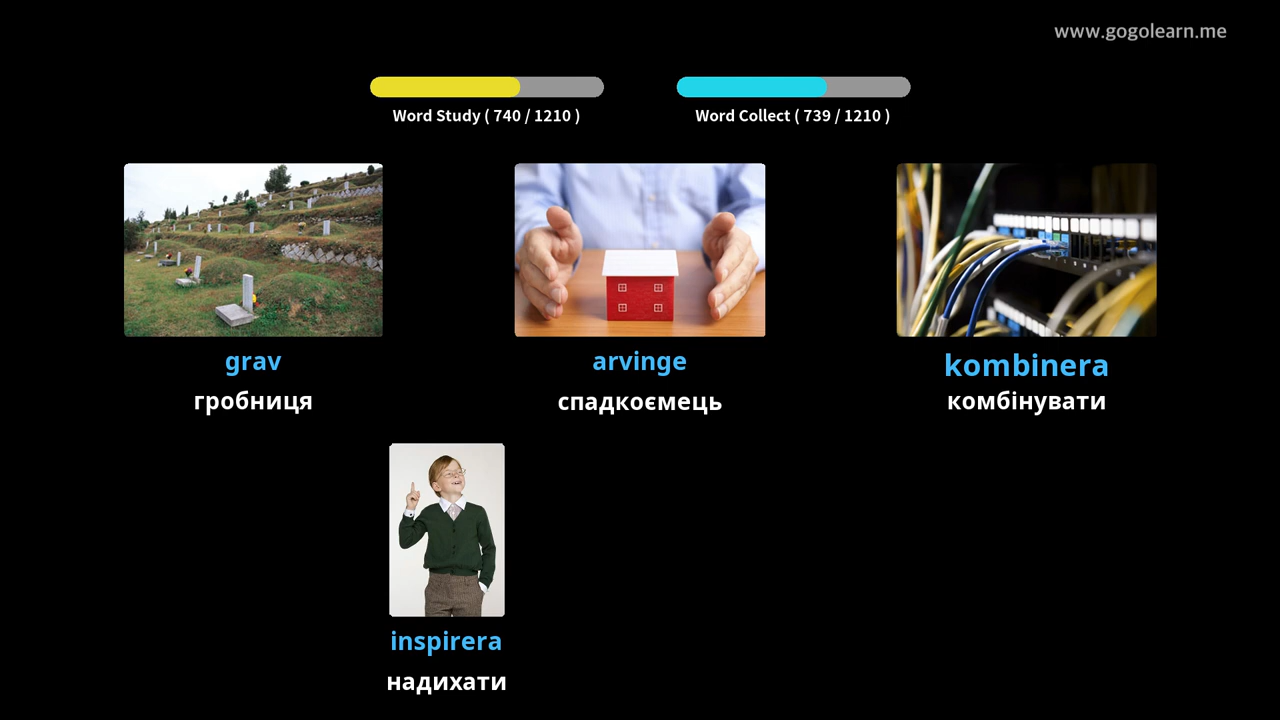 www.gogolearn.me
Word Study ( 740 / 1210 )
Word Collect ( 739 / 1210 )
grav
arvinge
kombinera
гробниця
спадкоємець
комбінувати
inspirera
надихати